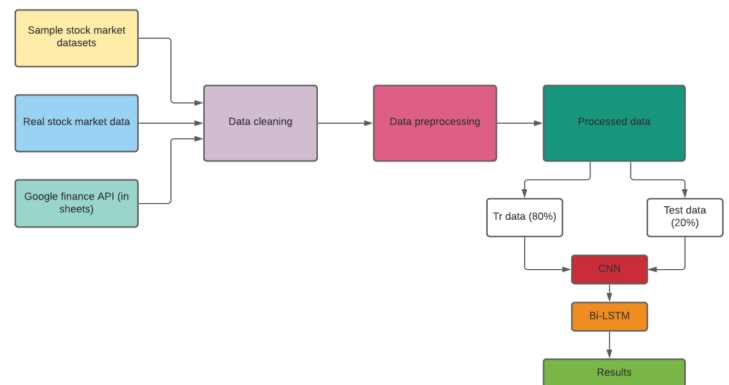 Sample stock market
datasets
Real stock market data
Google finance API (in
sheets)
Data cleaning
Data preprocessing
Processed data
Tr data (80%)
Test data
(20%)
CNN
Bi-LSTM
Results